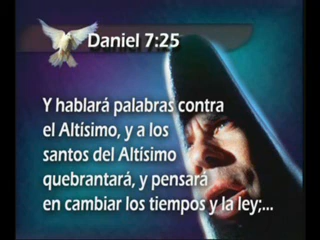 Daniel 7:25
Y hablará palabras contra
el Altísimo, y a los
santos del Altísimo
quebrantará, y pensará
en cambiar los tiempos y la ley;...